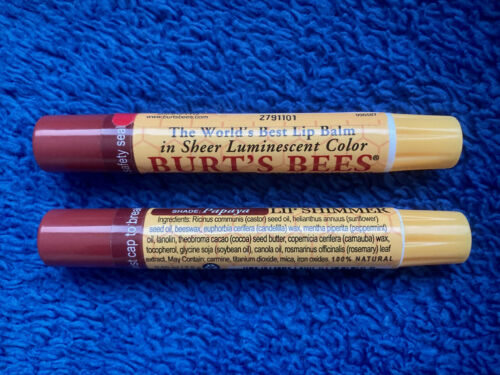 safety seal
www.burtsbees.com
2791101
The World's Best Lip Balm
in Sheer Luminescent Color
BURT'S BEES®
st cap to brea
SHADE: Papaya LIP SHIMMER
Ingredients: Ricinus communis (castor) seed oil, helianthus annuus (sunflower)
seed oil, beeswax, euphorbia cerifera (candelilla) wax, mentha piperita (peppermint)
oil, lanolin, theobroma cacao (cocoa) seed butter, copernicia cerifera (carnauba) wax,
tocopherol, glycine soja (soybean) oil, canola oil, rosmarinus officinalis (rosemary) leaf
extract. May Contain: carmine, titanium dioxide, mica, iron oxides. 100% NATURAL